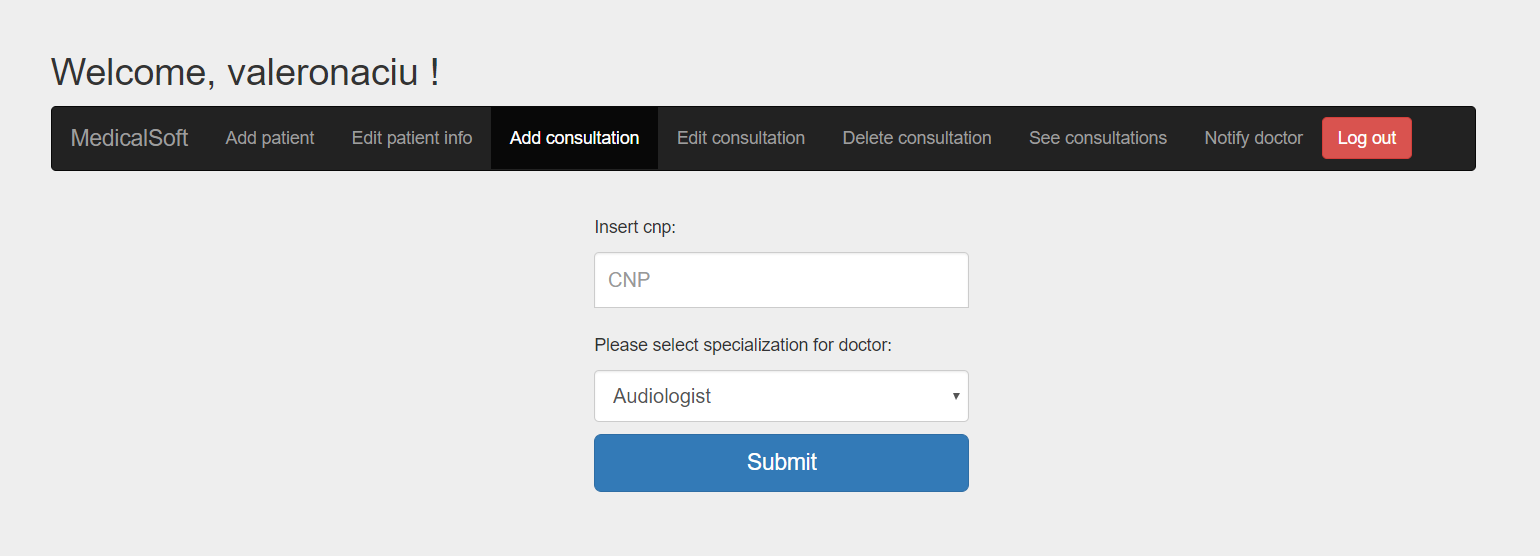 Welcome, valeronaciu !
MedicalSoft Add patient Edit patient info Add consultation Edit consultation Delete consultation See consultations Notify doctor Log out
Insert cnp:
CNP
Please select specialization for doctor:
Audiologist
Submit